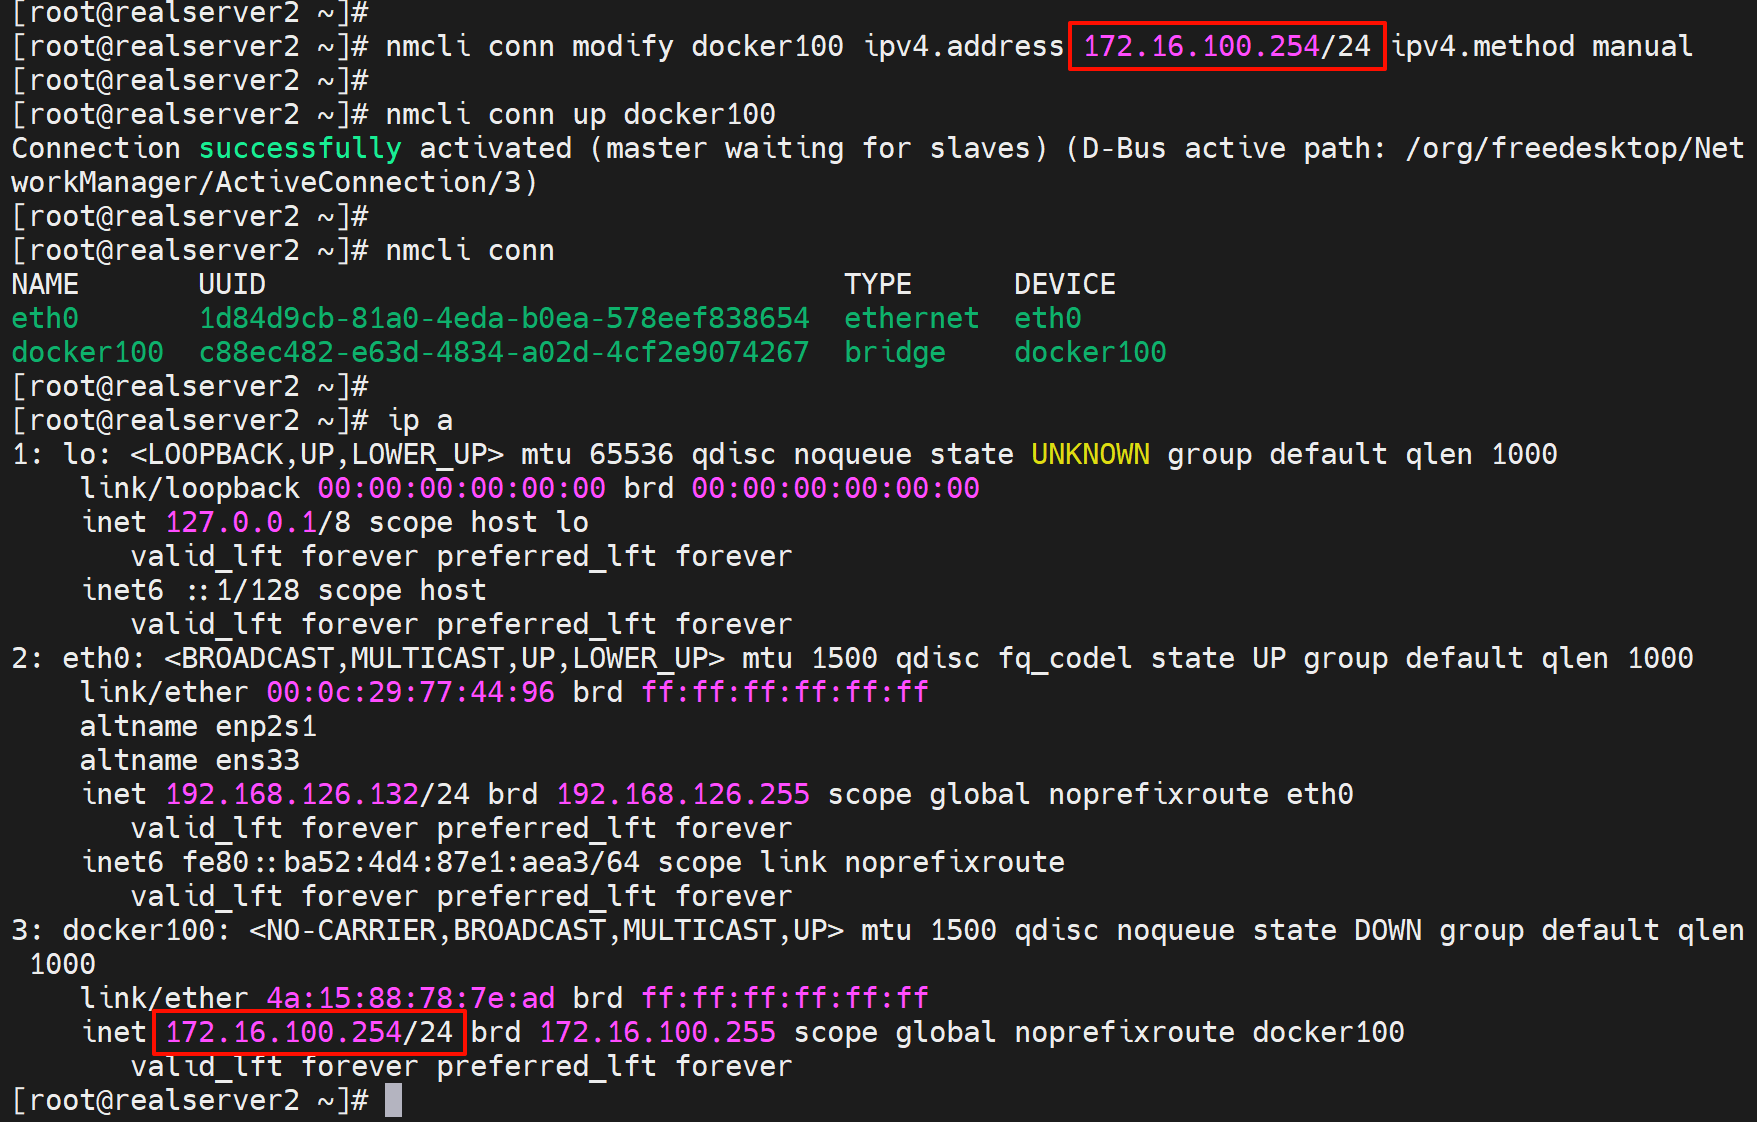 [root@realserver2 ~]#
[root@realserver2 ~]# nmcli conn modify docker100 ipv4.address 172.16.100.254/24 ipv4.method manual
[root@realserver2 ~]#
[root@realserver2 ~]# nmcli conn up docker100
Connection successfully activated (master waiting for slaves) (D-Bus active path: /org/freedesktop/Net
workManager/ActiveConnection/3)
[root@realserver2 ~]#
[root@realserver2 ~]# nmcli conn
NAME       UUID                                  TYPE      DEVICE
eth0       1d84d9cb-81a0-4eda-b0ea-578eef838654  ethernet  eth0
docker100  c88ec482-e63d-4834-a02d-4cf2e9074267  bridge    docker100
[root@realserver2 ~]#
[root@realserver2 ~]# ip a
1: lo: <LOOPBACK,UP,LOWER_UP> mtu 65536 qdisc noqueue state UNKNOWN group default qlen 1000
    link/loopback 00:00:00:00:00:00 brd 00:00:00:00:00:00
    inet 127.0.0.1/8 scope host lo
       valid_lft forever preferred_lft forever
    inet6 ::1/128 scope host
       valid_lft forever preferred_lft forever
2: eth0: <BROADCAST,MULTICAST,UP,LOWER_UP> mtu 1500 qdisc fq_codel state UP group default qlen 1000
    link/ether 00:0c:29:77:44:96 brd ff:ff:ff:ff:ff:ff
    altname enp2s1
    altname ens33
    inet 192.168.126.132/24 brd 192.168.126.255 scope global noprefixroute eth0
       valid_lft forever preferred_lft forever
    inet6 fe80::ba52:4d4:87e1:aea3/64 scope link noprefixroute
       valid_lft forever preferred_lft forever
3: docker100: <NO-CARRIER,BROADCAST,MULTICAST,UP> mtu 1500 qdisc noqueue state DOWN group default qlen
 1000
    link/ether 4a:15:88:78:7e:ad brd ff:ff:ff:ff:ff:ff
    inet 172.16.100.254/24 brd 172.16.100.255 scope global noprefixroute docker100
       valid_lft forever preferred_lft forever
[root@realserver2 ~]#